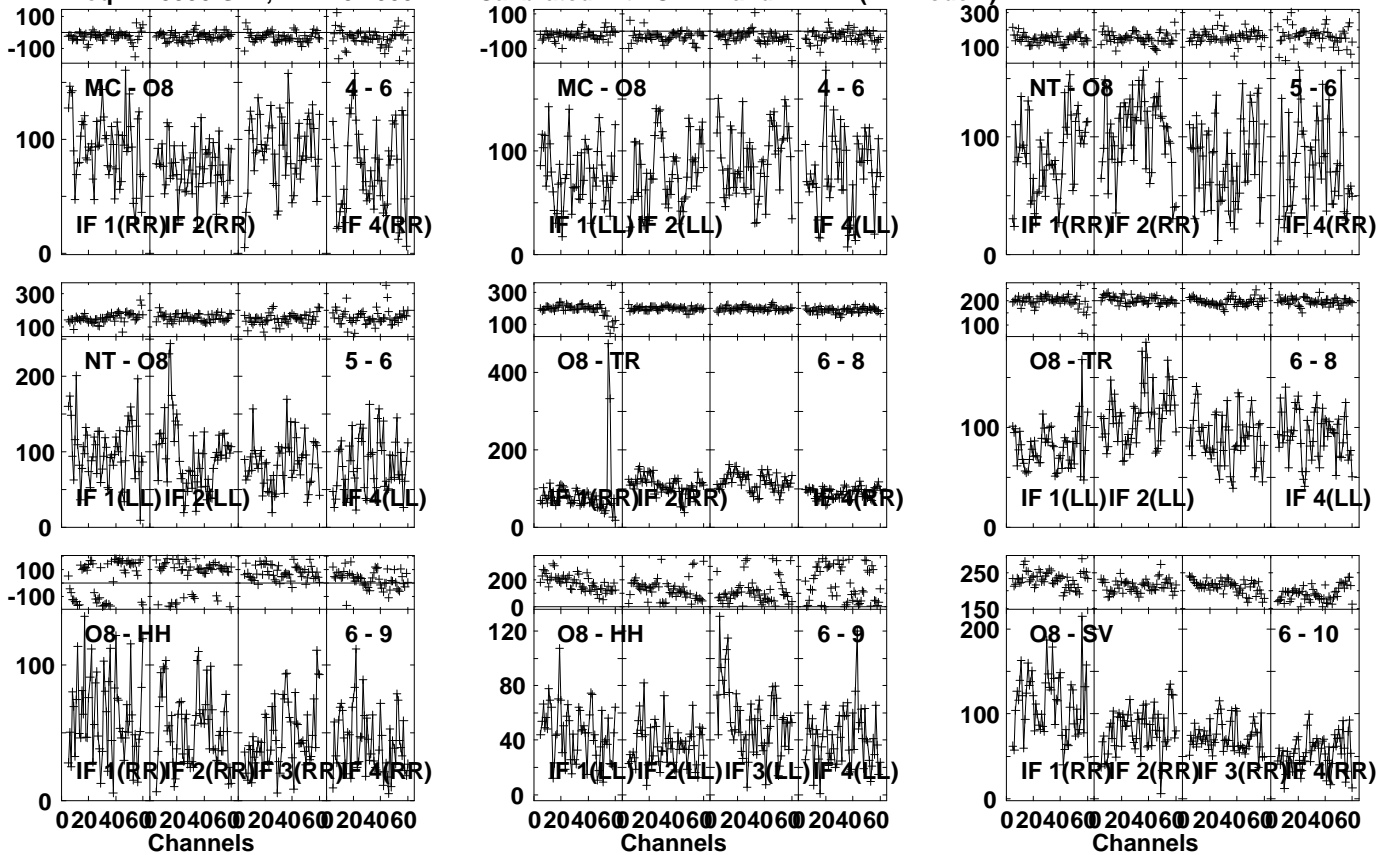 100
-100
MC - O8 4 - 6
100
IF 1(RR) IF 2(RR) IF 4(RR)
0
100
-100
MC - O8 4 - 6
100
IF 1(LL) IF 2(LL) IF 4(LL)
0
300
100
NT - O8 5 - 6
100
IF 1(RR) IF 2(RR) IF 4(RR)
0
300
100
NT - O8 5 - 6
200
100
IF 1(LL) IF 2(LL) IF 4(LL)
0
300
100
O8 - TR 6 - 8
400
200
IF 1(RR) IF 2(RR) IF 4(RR)
0
200
100
O8 - TR 6 - 8
100
IF 1(LL) IF 2(LL) IF 4(LL)
0
100
-100
O8 - HH 6 - 9
100
IF 1(RR) IF 2(RR) IF 3(RR) IF 4(RR)
0
0 20 40 60 0 20 40 60 0 20 40 60 0 20 40 60
Channels
200
0
O8 - HH 6 - 9
120
80
40
IF 1(LL) IF 2(LL) IF 3(LL) IF 4(LL)
0
0 20 40 60 0 20 40 60 0 20 40 60 0 20 40 60
Channels
250
150
O8 - SV 6 - 10
200
100
IF 1(RR) IF 2(RR) IF 3(RR) IF 4(RR)
0
0 20 40 60 0 20 40 60 0 20 40 60 0 20 40 60
Channels